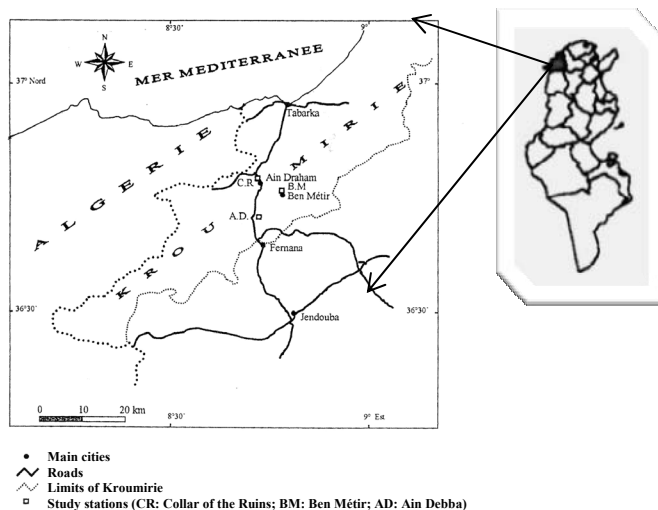 8°30' 9°
N
W E
S
MER MEDITERRANEE
37° Nord 37°
Tabarka
ALGERIE
KROUMIRIE
C.R. Ain Draham
B.M
Ben Métir
A.D.
Fernana
36°30' 36°30'
Jendouba
0 10 20 km
8°30' 9° Est
Main cities
Roads
Limits of Kroumirie
Study stations (CR: Collar of the Ruins; BM: Ben Métir; AD: Ain Debba)